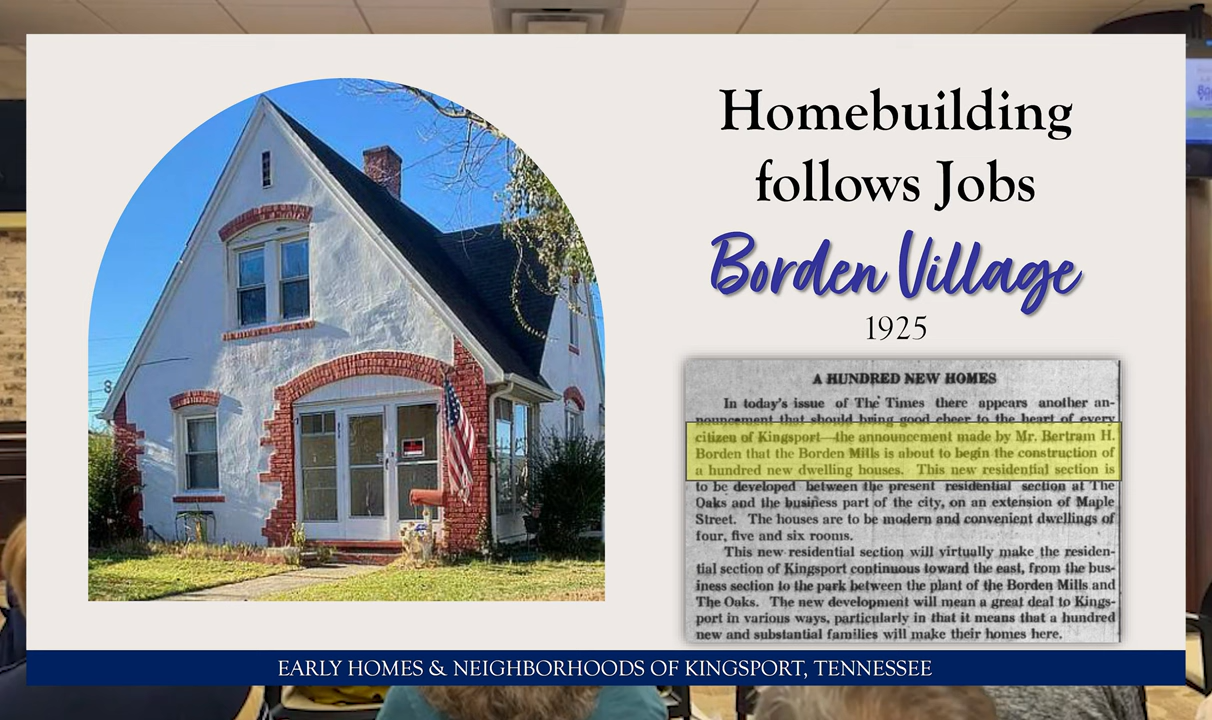 Homebuilding
follows Jobs
Borden Village
1925
A HUNDRED NEW HOMES
In today's issue of The Times there appears another an-
nouncement that should bring good cheer to the heart of every
citizen of Kingsport—the announcement made by Mr. Bertram H.
Borden that the Borden Mills is about to begin the construction of
a hundred new dwelling houses. This new residential section is
to be developed between the present residential section at The
Oaks and the business part of the city, on an extension of Maple
Street. The houses are to be modern and convenient dwellings of
four, five and six rooms.
This new residential section will virtually make the residen-
tial section of Kingsport continuous toward the east, from the bus-
iness section to the park between the plant of the Borden Mills and
The Oaks. The new development will mean a great deal to Kings-
port in various ways, particularly in that it means that a hundred
new and substantial families will make their homes here.
EARLY HOMES & NEIGHBORHOODS OF KINGSPORT, TENNESSEE